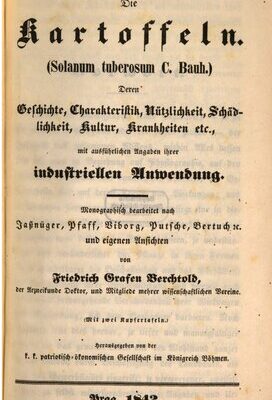 Die
Kartoffeln.
(Solanum tuberosum C. Bauh.)
Deren
Geschichte, Charakteristik, Nützlichkeit, Schäd-
lichkeit, Kultur, Krankheiten etc.,
mit ausführlichen Angaben ihrer
industriellen Anwendung.
Monographisch bearbeitet nach
Jaßnüger, Pfaff, Viborg, Putsche, Bertuch ꝛc.
und eigenen Ansichten
von
Friedrich Grafen Berchtold,
der Arzneikunde Doktor, und Mitgliede mehrer wissenschaftlichen Vereine.
(Mit zwei Kupfertafeln.)
Herausgegeben von der
k. k. patriotisch-ökonomischen Gesellschaft im Königreich Böhmen.
Prag 1842